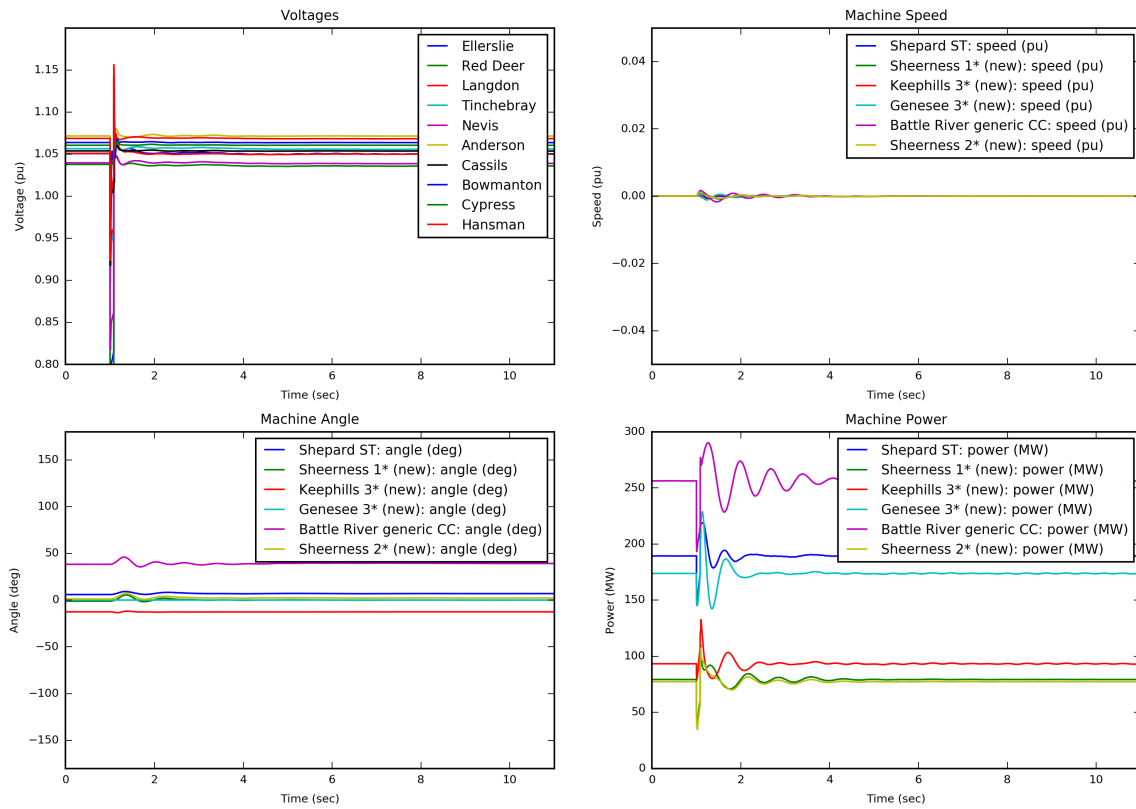 Voltages
1.15
1.10
1.05
1.00
0.95
0.90
0.85
0.80
Voltage (pu)
0 2 4 6 8 10
Time (sec)
Ellerslie
Red Deer
Langdon
Tinchebray
Nevis
Anderson
Cassils
Bowmanton
Cypress
Hansman
Machine Speed
0.04
0.02
0.00
−0.02
−0.04
Speed (pu)
0 2 4 6 8 10
Time (sec)
Shepard ST: speed (pu)
Sheerness 1* (new): speed (pu)
Keephills 3* (new): speed (pu)
Genesee 3* (new): speed (pu)
Battle River generic CC: speed (pu)
Sheerness 2* (new): speed (pu)
Machine Angle
150
100
50
0
−50
−100
−150
Angle (deg)
0 2 4 6 8 10
Time (sec)
Shepard ST: angle (deg)
Sheerness 1* (new): angle (deg)
Keephills 3* (new): angle (deg)
Genesee 3* (new): angle (deg)
Battle River generic CC: angle (deg)
Sheerness 2* (new): angle (deg)
Machine Power
300
250
200
150
100
50
0
Power (MW)
0 2 4 6 8 10
Time (sec)
Shepard ST: power (MW)
Sheerness 1* (new): power (MW)
Keephills 3* (new): power (MW)
Genesee 3* (new): power (MW)
Battle River generic CC: power (MW)
Sheerness 2* (new): power (MW)